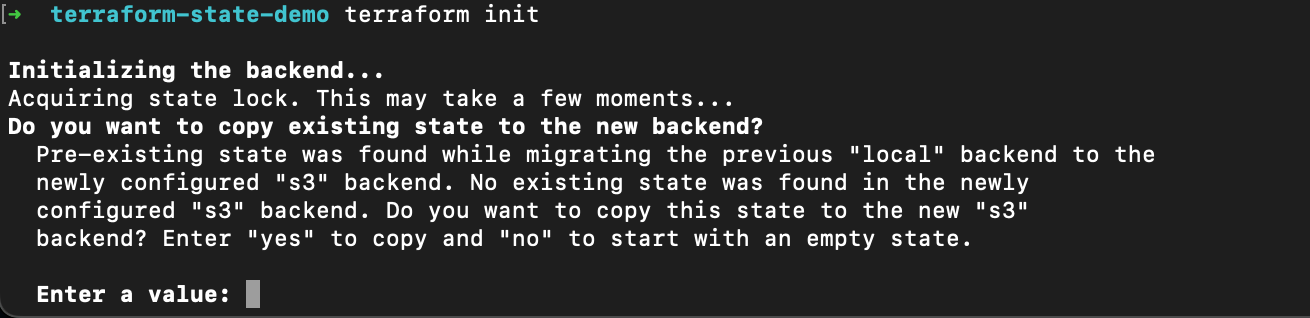 [➜  terraform-state-demo terraform init
Initializing the backend...
Acquiring state lock. This may take a few moments...
Do you want to copy existing state to the new backend?
Pre-existing state was found while migrating the previous "local" backend to the
newly configured "s3" backend. No existing state was found in the newly
configured "s3" backend. Do you want to copy this state to the new "s3"
backend? Enter "yes" to copy and "no" to start with an empty state.
Enter a value: